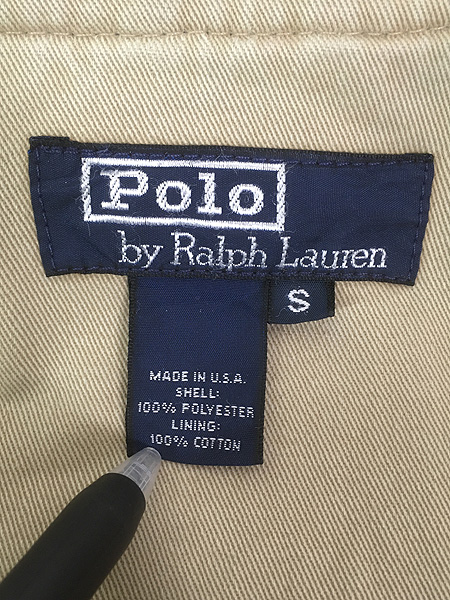 Polo
by Ralph Lauren
S
MADE IN U.S.A.
SHELL:
100% POLYESTER
LINING:
100% COTTON